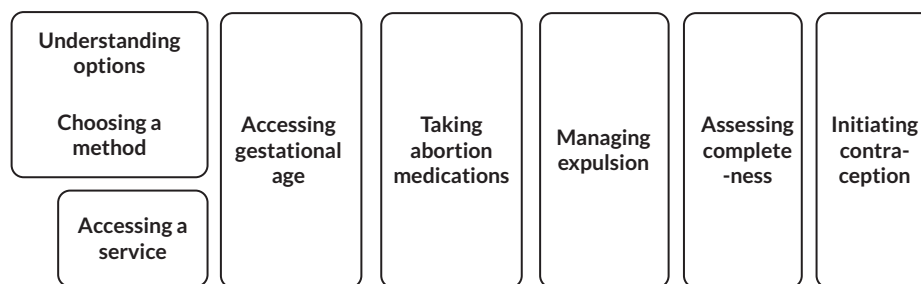 Understanding
options
Choosing a
method
Accessing a
service
Accessing
gestational
age
Taking
abortion
medications
Managing
expulsion
Assessing
complete
-ness
Initiating
contra-
ception